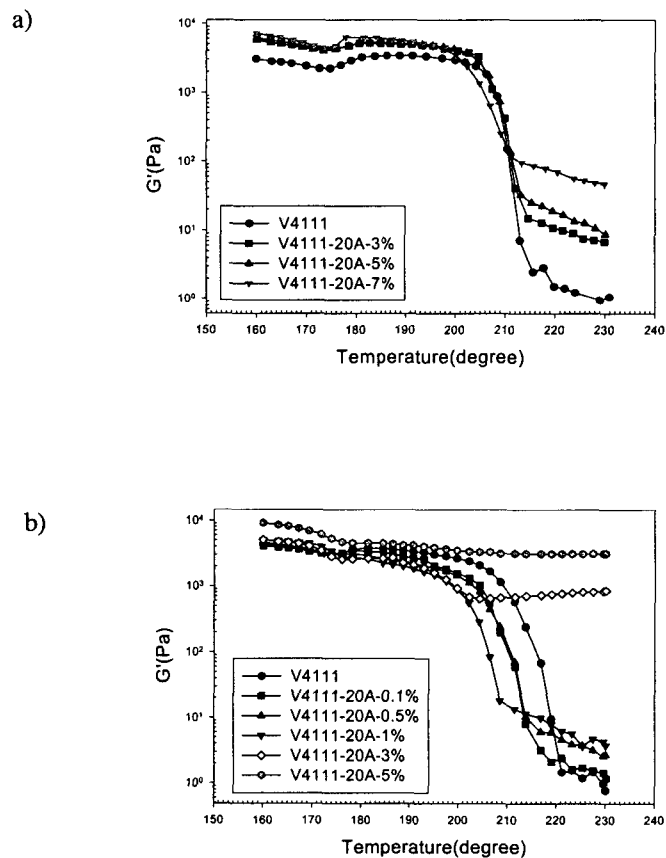 a)
10⁴
10³
10²
10¹
10⁰
G'(Pa)
V4111
V4111-20A-3%
V4111-20A-5%
V4111-20A-7%
150 160 170 180 190 200 210 220 230 240
Temperature(degree)
b)
10⁴
10³
10²
10¹
10⁰
G'(Pa)
V4111
V4111-20A-0.1%
V4111-20A-0.5%
V4111-20A-1%
V4111-20A-3%
V4111-20A-5%
150 160 170 180 190 200 210 220 230 240
Temperature(degree)